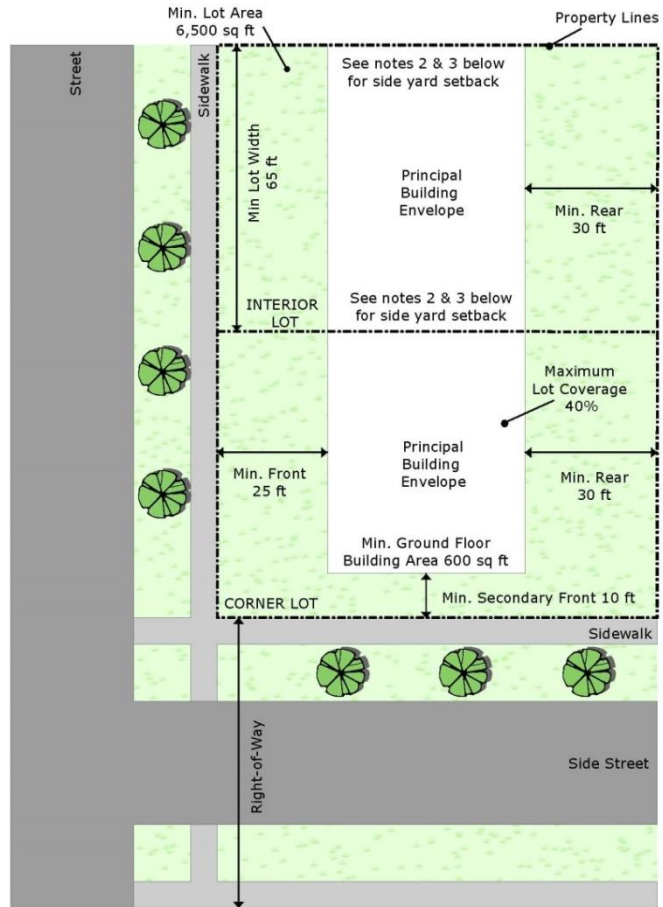 Min. Lot Area
6,500 sq ft
Property Lines
Street
Sidewalk
See notes 2 & 3 below
for side yard setback
Min Lot Width
65 ft
Principal
Building
Envelope
Min. Rear
30 ft
INTERIOR
LOT
See notes 2 & 3 below
for side yard setback
Maximum
Lot Coverage
40%
Min. Front
25 ft
Principal
Building
Envelope
Min. Rear
30 ft
Min. Ground Floor
Building Area 600 sq ft
CORNER LOT
Min. Secondary Front 10 ft
Sidewalk
Right-of-Way
Side Street